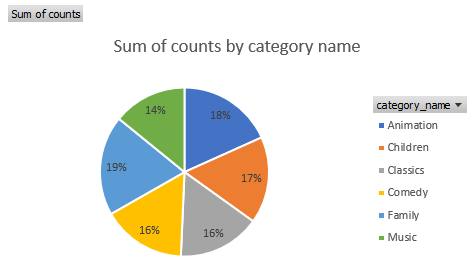 Sum of counts
Sum of counts by category name
14%
18%
19%
17%
16%
16%
category_name
Animation
Children
Classics
Comedy
Family
Music